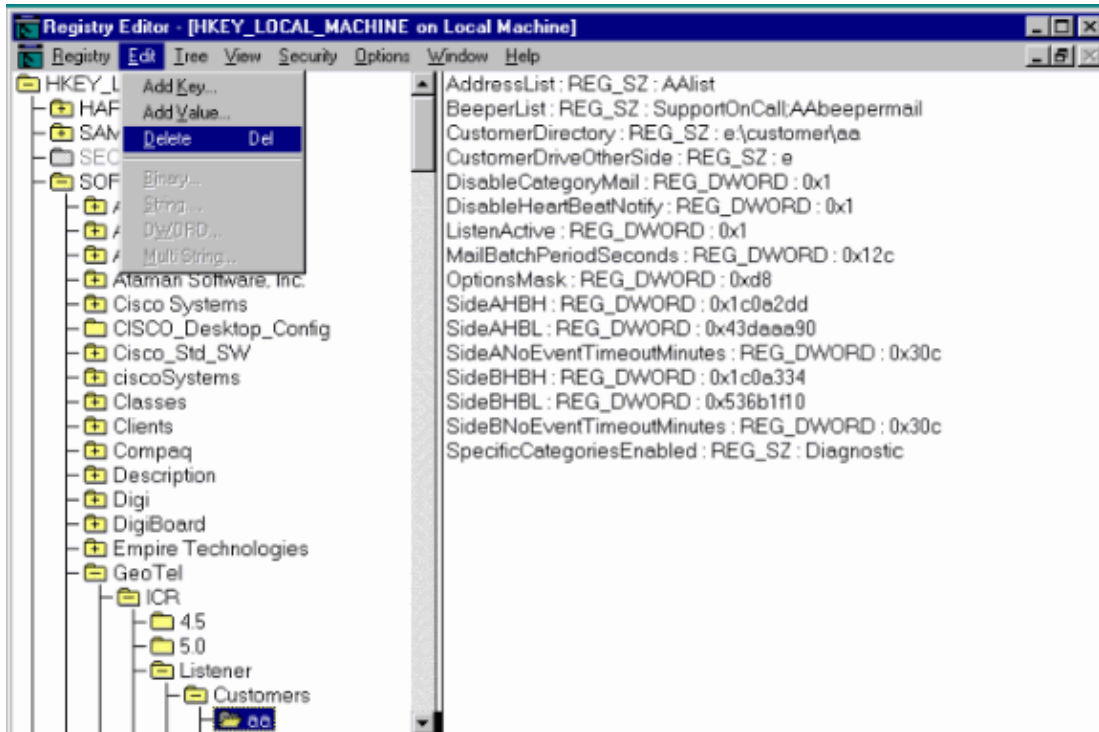 Registry Editor - [HKEY_LOCAL_MACHINE on Local Machine]
Registry Edit Tree View Security Options Window Help
HKEY_L
Add Key...
HAF
Add Value...
SAM
Delete Del
SEC
Binary...
SOF
String...
A
DWORD...
A
Multi String...
A
Ataman Software, Inc.
Cisco Systems
CISCO_Desktop_Config
Cisco_Std_SW
ciscoSystems
Classes
Clients
Compaq
Description
Digi
DigiBoard
Empire Technologies
GeoTel
ICR
4.5
5.0
Listener
Customers
aa
AddressList : REG_SZ : AAlist
BeeperList : REG_SZ : SupportOnCall;AAbeepermail
CustomerDirectory : REG_SZ : e:\customer\aa
CustomerDriveOtherSide : REG_SZ : e
DisableCategoryMail : REG_DWORD : 0x1
DisableHeartBeatNotify : REG_DWORD : 0x1
ListenActive : REG_DWORD : 0x1
MailBatchPeriodSeconds : REG_DWORD : 0x12c
OptionsMask : REG_DWORD : 0xd8
SideAHBH : REG_DWORD : 0x1c0a2dd
SideAHBL : REG_DWORD : 0x43daaa90
SideANoEventTimeoutMinutes : REG_DWORD : 0x30c
SideBHBH : REG_DWORD : 0x1c0a334
SideBHBL : REG_DWORD : 0x536b1f10
SideBNoEventTimeoutMinutes : REG_DWORD : 0x30c
SpecificCategoriesEnabled : REG_SZ : Diagnostic